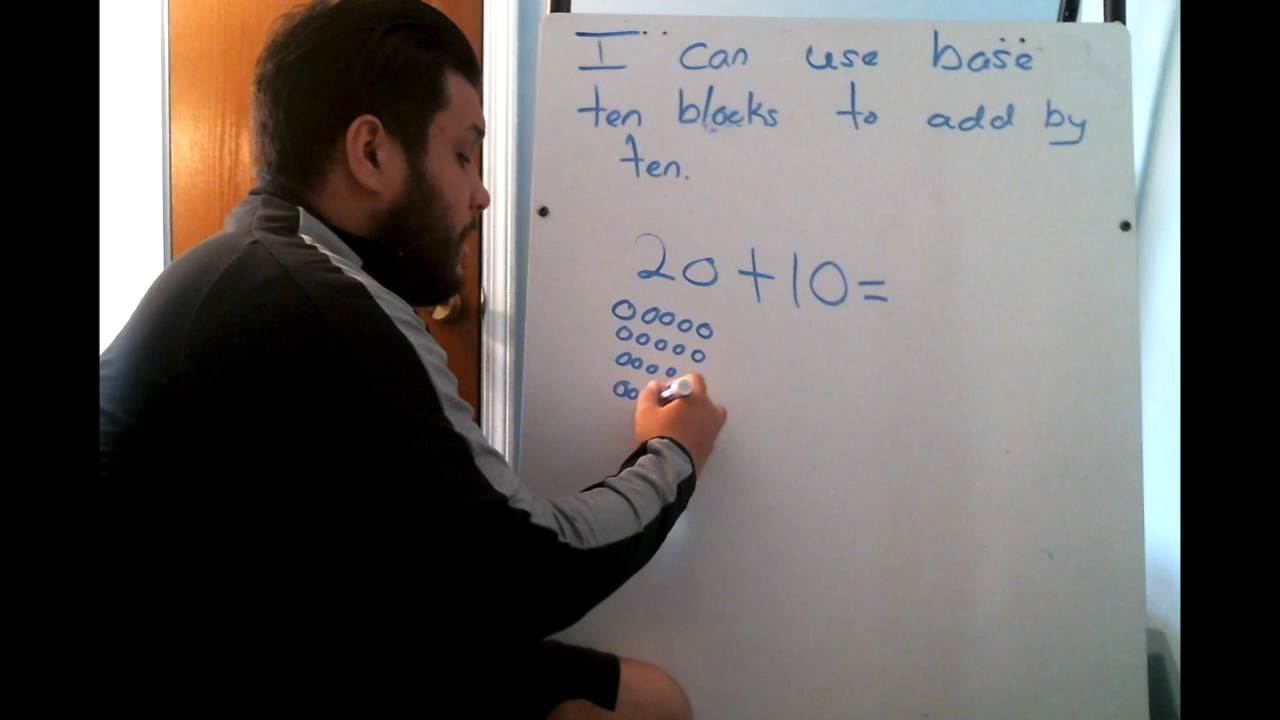 I can use base
ten blocks to add by
ten.
20+10=